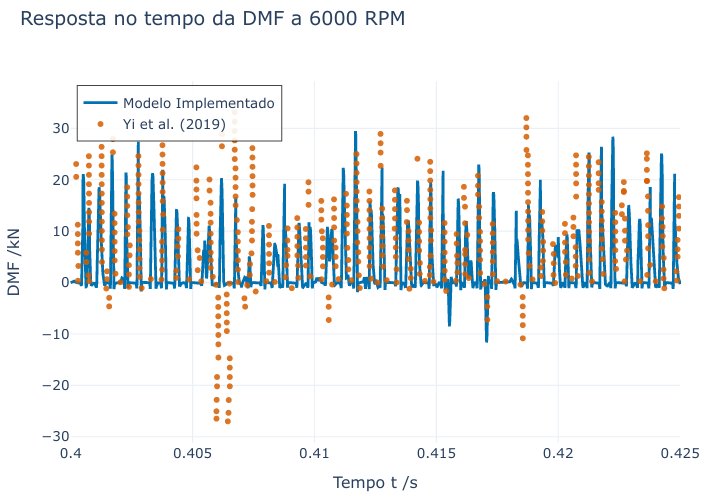 Resposta no tempo da DMF a 6000 RPM
Modelo Implementado
Yi et al. (2019)
DMF /kN
30
20
10
0
−10
−20
−30
0.4
0.405
0.41
0.415
0.42
0.425
Tempo t /s